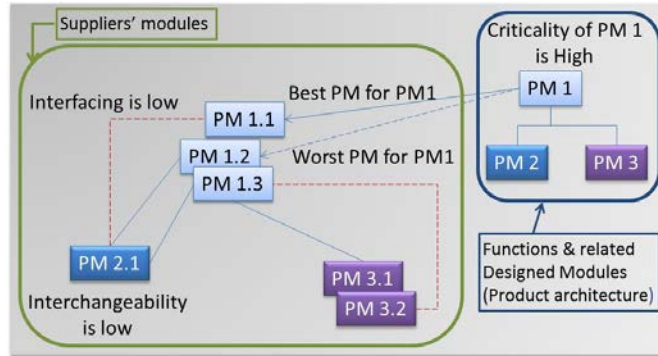 Suppliers' modules
Criticality of PM 1
is High
PM 1
PM 2
PM 3
Best PM for PM1
Interfacing is low
PM 1.1
PM 1.2
Worst PM for PM1
PM 1.3
PM 2.1
Interchangeability
is low
PM 3.1
PM 3.2
Functions & related
Designed Modules
(Product architecture)